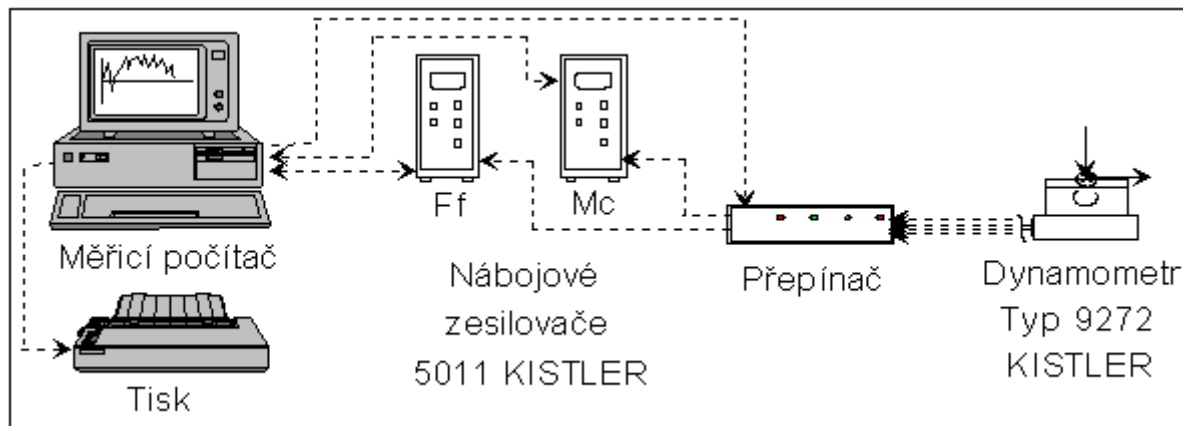 Ff
Mc
Měřicí počítač
Nábojové
zesilovače
5011 KISTLER
Přepínač
Dynamometr
Typ 9272
KISTLER
Tisk